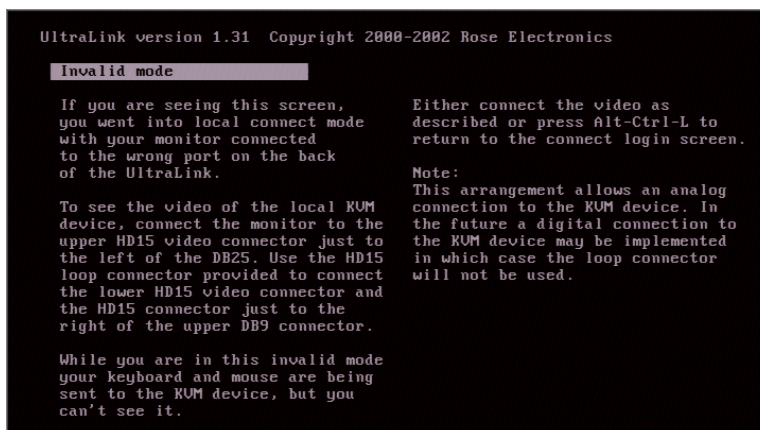 UltraLink version 1.31  Copyright 2000-2002 Rose Electronics
Invalid mode
If you are seeing this screen,
you went into local connect mode
with your monitor connected
to the wrong port on the back
of the UltraLink.
To see the video of the local KVM
device, connect the monitor to the
upper HD15 video connector just to
the left of the DB25. Use the HD15
loop connector provided to connect
the lower HD15 video connector and
the HD15 connector just to the
right of the upper DB9 connector.
While you are in this invalid mode
your keyboard and mouse are being
sent to the KVM device, but you
can't see it.
Either connect the video as
described or press Alt-Ctrl-L to
return to the connect login screen.
Note:
This arrangement allows an analog
connection to the KVM device. In
the future a digital connection to
the KVM device may be implemented
in which case the loop connector
will not be used.